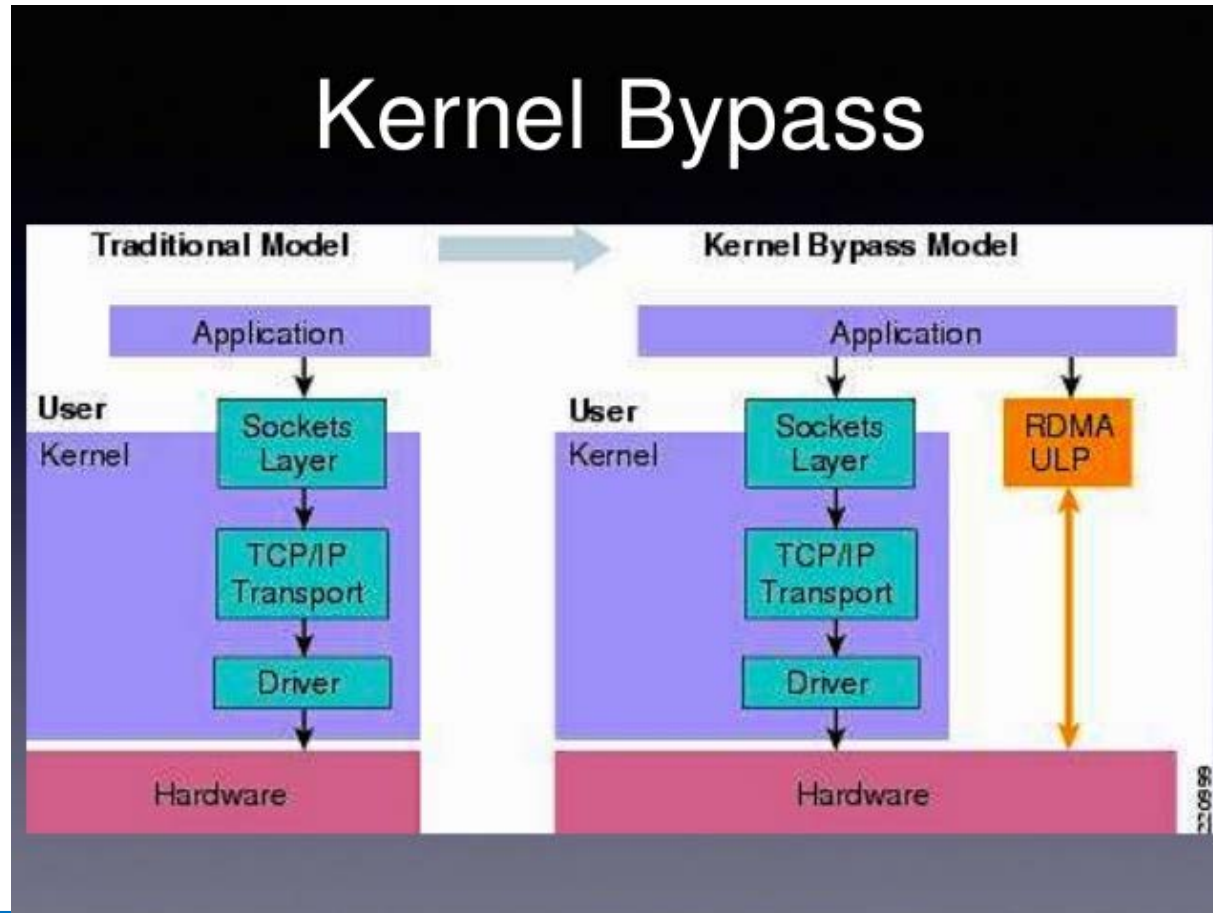 Kernel Bypass
Traditional Model
Kernel Bypass Model
Application
User
Kernel
Sockets
Layer
TCP/IP
Transport
Driver
Hardware
Application
User
Kernel
Sockets
Layer
RDMA
ULP
TCP/IP
Transport
Driver
Hardware
220999